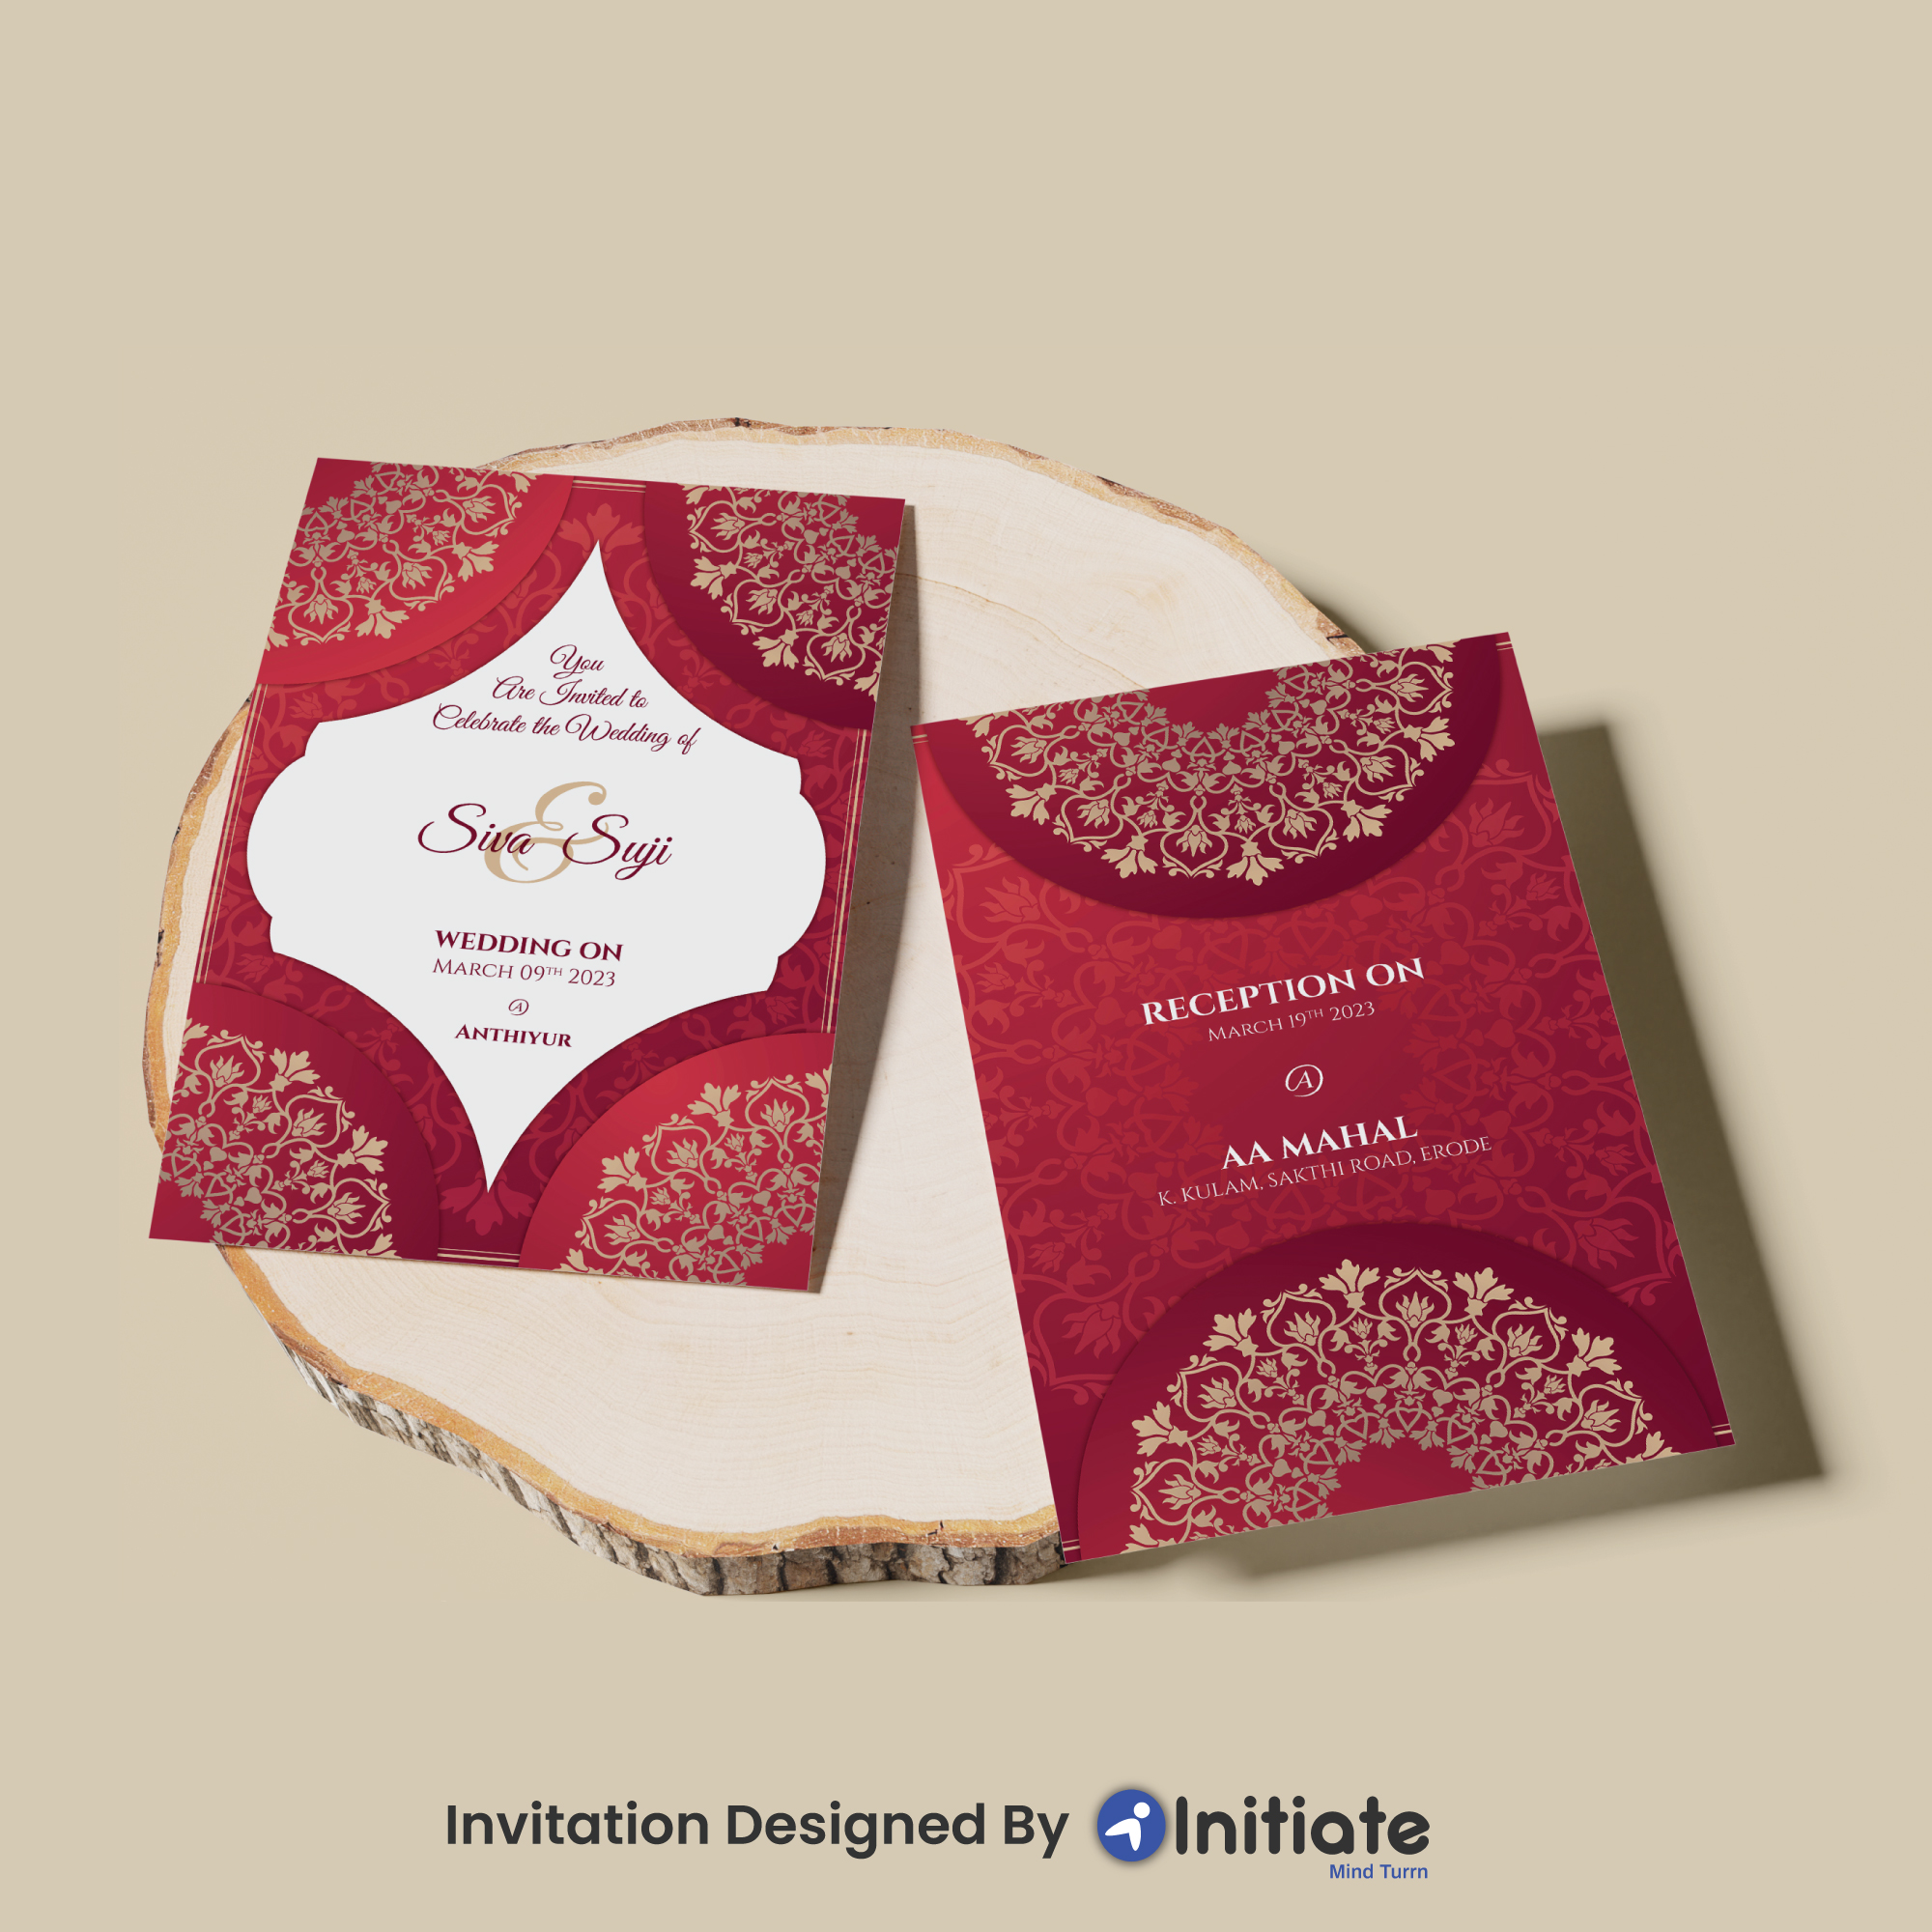 You
Are Invited to
Celebrate the Wedding of
Siva & Suji
WEDDING ON
MARCH 09TH 2023
@
ANTHIYUR
RECEPTION ON
MARCH 19TH 2023
@
AA MAHAL
K. KULAM, SAKTHI ROAD, ERODE
Invitation Designed By Initiate
Mind Turrn